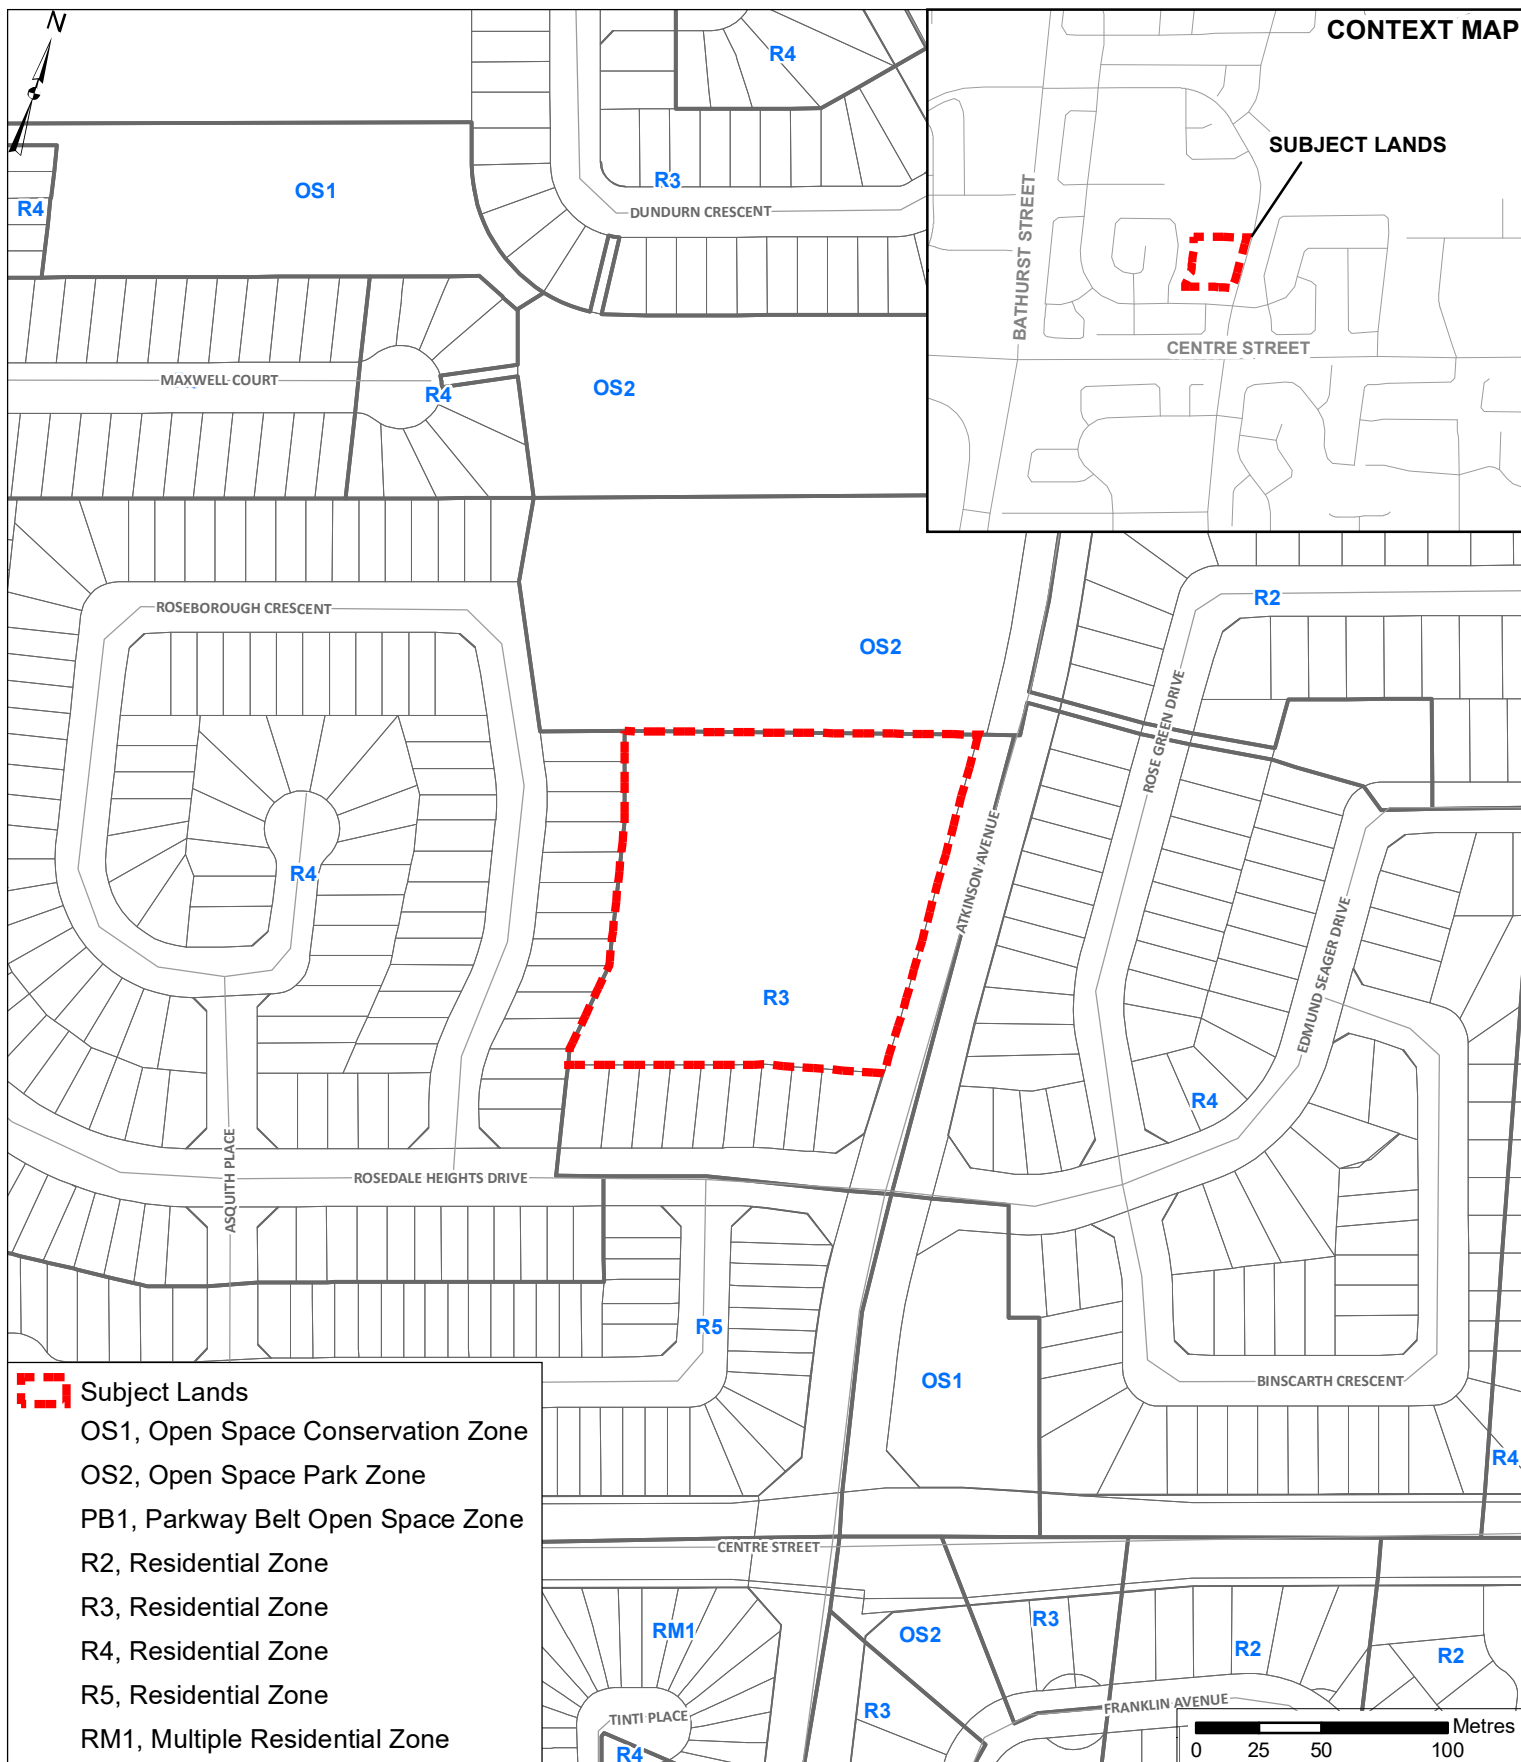 N
CONTEXT MAP
SUBJECT LANDS
BATHURST STREET
CENTRE STREET
R4
OS1
R4
R3
DUNDURN CRESCENT
MAXWELL COURT
R4
OS2
ROSEBOROUGH CRESCENT
R2
OS2
ROSE GREEN DRIVE
ATKINSON AVENUE
R4
EDMUND SEAGER DRIVE
R3
R4
ASQUITH PLACE
ROSEDALE HEIGHTS DRIVE
R5
OS1
BINSCARTH CRESCENT
R4
CENTRE STREET
RM1
OS2
R3
R2
R2
R3
FRANKLIN AVENUE
TINTI PLACE
R4
Subject Lands
OS1, Open Space Conservation Zone
OS2, Open Space Park Zone
PB1, Parkway Belt Open Space Zone
R2, Residential Zone
R3, Residential Zone
R4, Residential Zone
R5, Residential Zone
RM1, Multiple Residential Zone
Metres
0 25 50 100